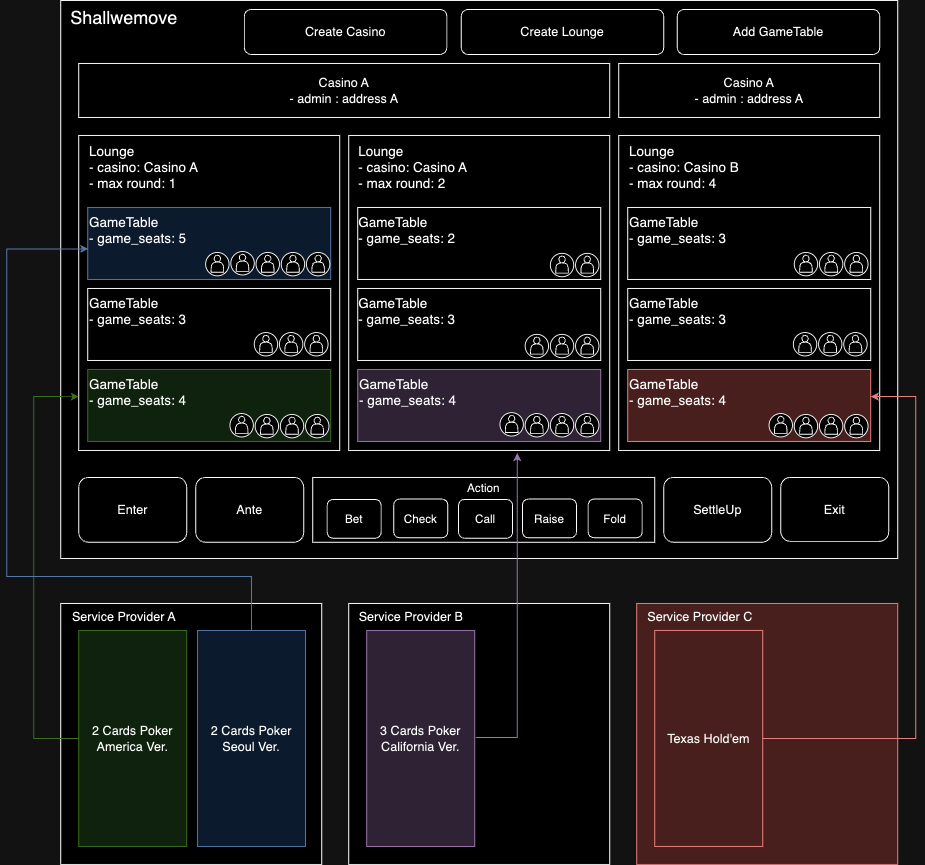 Shallwemove
Create Casino
Create Lounge
Add GameTable
Casino A
- admin : address A
Casino A
- admin : address A
Lounge
- casino: Casino A
- max round: 1
GameTable
- game_seats: 5
GameTable
- game_seats: 3
GameTable
- game_seats: 4
Lounge
- casino: Casino A
- max round: 2
GameTable
- game_seats: 2
GameTable
- game_seats: 3
GameTable
- game_seats: 4
Lounge
- casino: Casino B
- max round: 4
GameTable
- game_seats: 3
GameTable
- game_seats: 3
GameTable
- game_seats: 4
Enter
Ante
Action
Bet
Check
Call
Raise
Fold
SettleUp
Exit
Service Provider A
2 Cards Poker
America Ver.
2 Cards Poker
Seoul Ver.
Service Provider B
3 Cards Poker
California Ver.
Service Provider C
Texas Hold'em